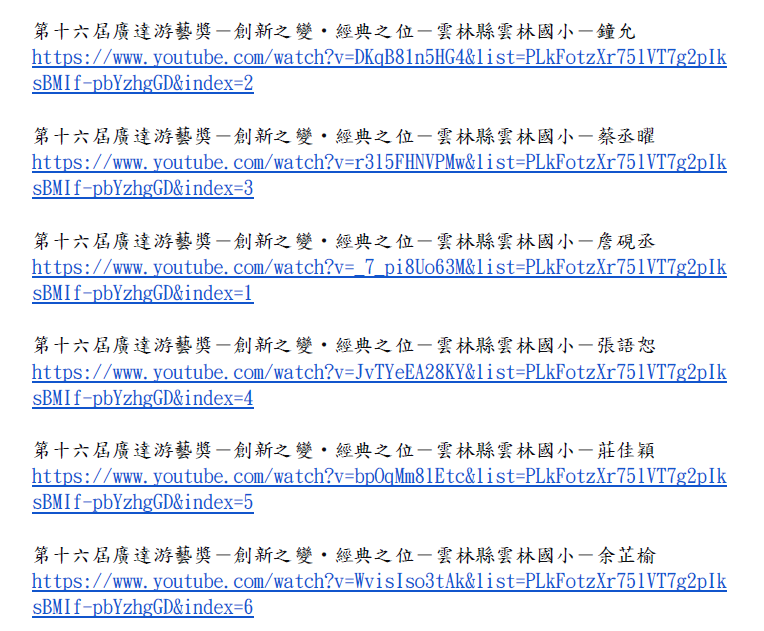 第十六屆廣達游藝獎－創新之變‧經典之位－雲林縣雲林國小－鐘允
https://www.youtube.com/watch?v=DKqB81n5HG4&list=PLkFotzXr75lVT7g2pIk
sBMIf-pbYzhgGD&index=2
第十六屆廣達游藝獎－創新之變‧經典之位－雲林縣雲林國小－蔡丞曜
https://www.youtube.com/watch?v=r3l5FHNVPMw&list=PLkFotzXr75lVT7g2pIk
sBMIf-pbYzhgGD&index=3
第十六屆廣達游藝獎－創新之變‧經典之位－雲林縣雲林國小－詹硯丞
https://www.youtube.com/watch?v=_7_pi8Uo63M&list=PLkFotzXr75lVT7g2pIk
sBMIf-pbYzhgGD&index=1
第十六屆廣達游藝獎－創新之變‧經典之位－雲林縣雲林國小－張語恕
https://www.youtube.com/watch?v=JvTYeEA28KY&list=PLkFotzXr75lVT7g2pIk
sBMIf-pbYzhgGD&index=4
第十六屆廣達游藝獎－創新之變‧經典之位－雲林縣雲林國小－莊佳穎
https://www.youtube.com/watch?v=bpOqMm8lEtc&list=PLkFotzXr75lVT7g2pIk
sBMIf-pbYzhgGD&index=5
第十六屆廣達游藝獎－創新之變‧經典之位－雲林縣雲林國小－余芷榆
https://www.youtube.com/watch?v=WvisIso3tAk&list=PLkFotzXr75lVT7g2pIk
sBMIf-pbYzhgGD&index=6